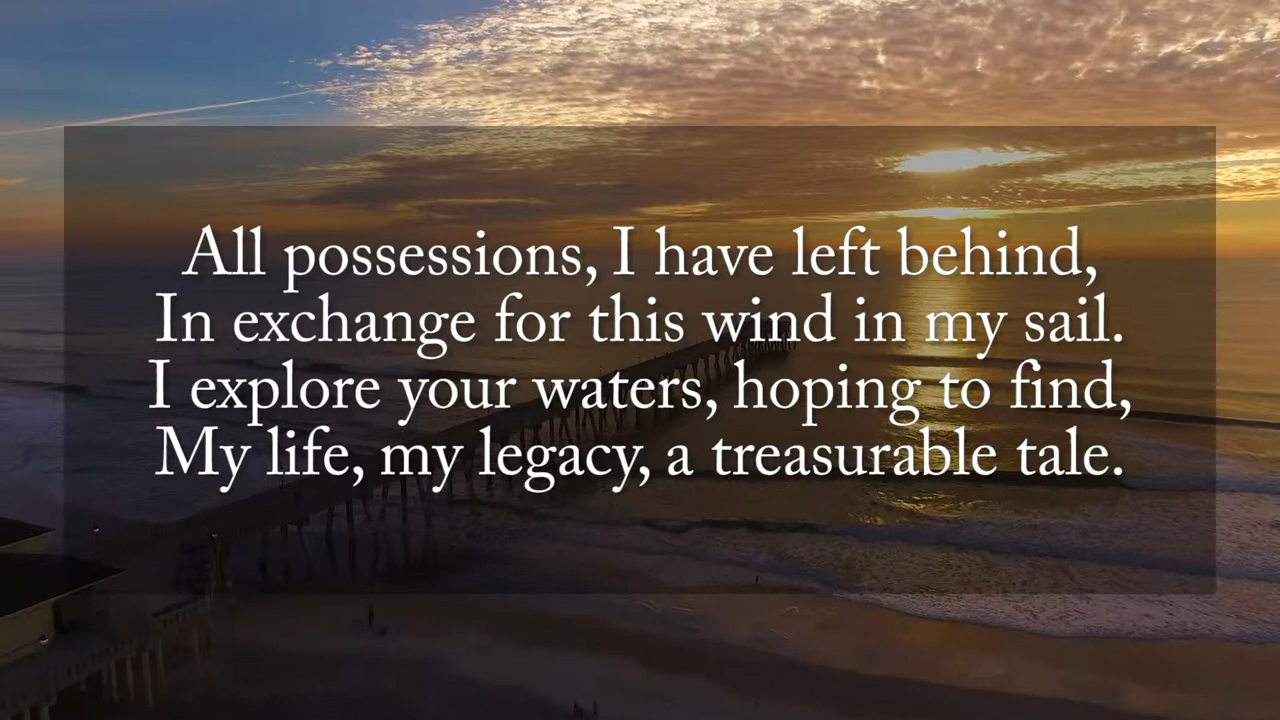 All possessions, I have left behind,
In exchange for this wind in my sail.
I explore your waters, hoping to find,
My life, my legacy, a treasurable tale.